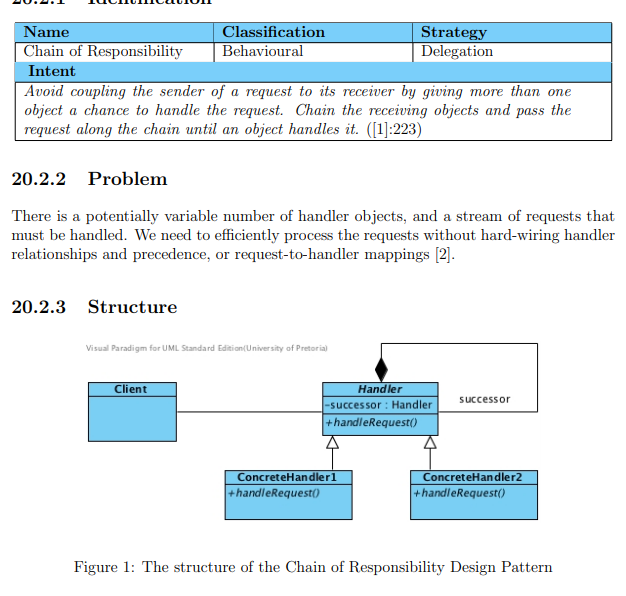 20.2.1 Identification
Name Classification Strategy
Chain of Responsibility Behavioural Delegation
Intent
Avoid coupling the sender of a request to its receiver by giving more than one
object a chance to handle the request. Chain the receiving objects and pass the
request along the chain until an object handles it. ([1]:223)
20.2.2 Problem
There is a potentially variable number of handler objects, and a stream of requests that
must be handled. We need to efficiently process the requests without hard-wiring handler
relationships and precedence, or request-to-handler mappings [2].
20.2.3 Structure
Visual Paradigm for UML Standard Edition(University of Pretoria)
Client
Handler
-successor : Handler
+handleRequest()
successor
ConcreteHandler1
+handleRequest()
ConcreteHandler2
+handleRequest()
Figure 1: The structure of the Chain of Responsibility Design Pattern